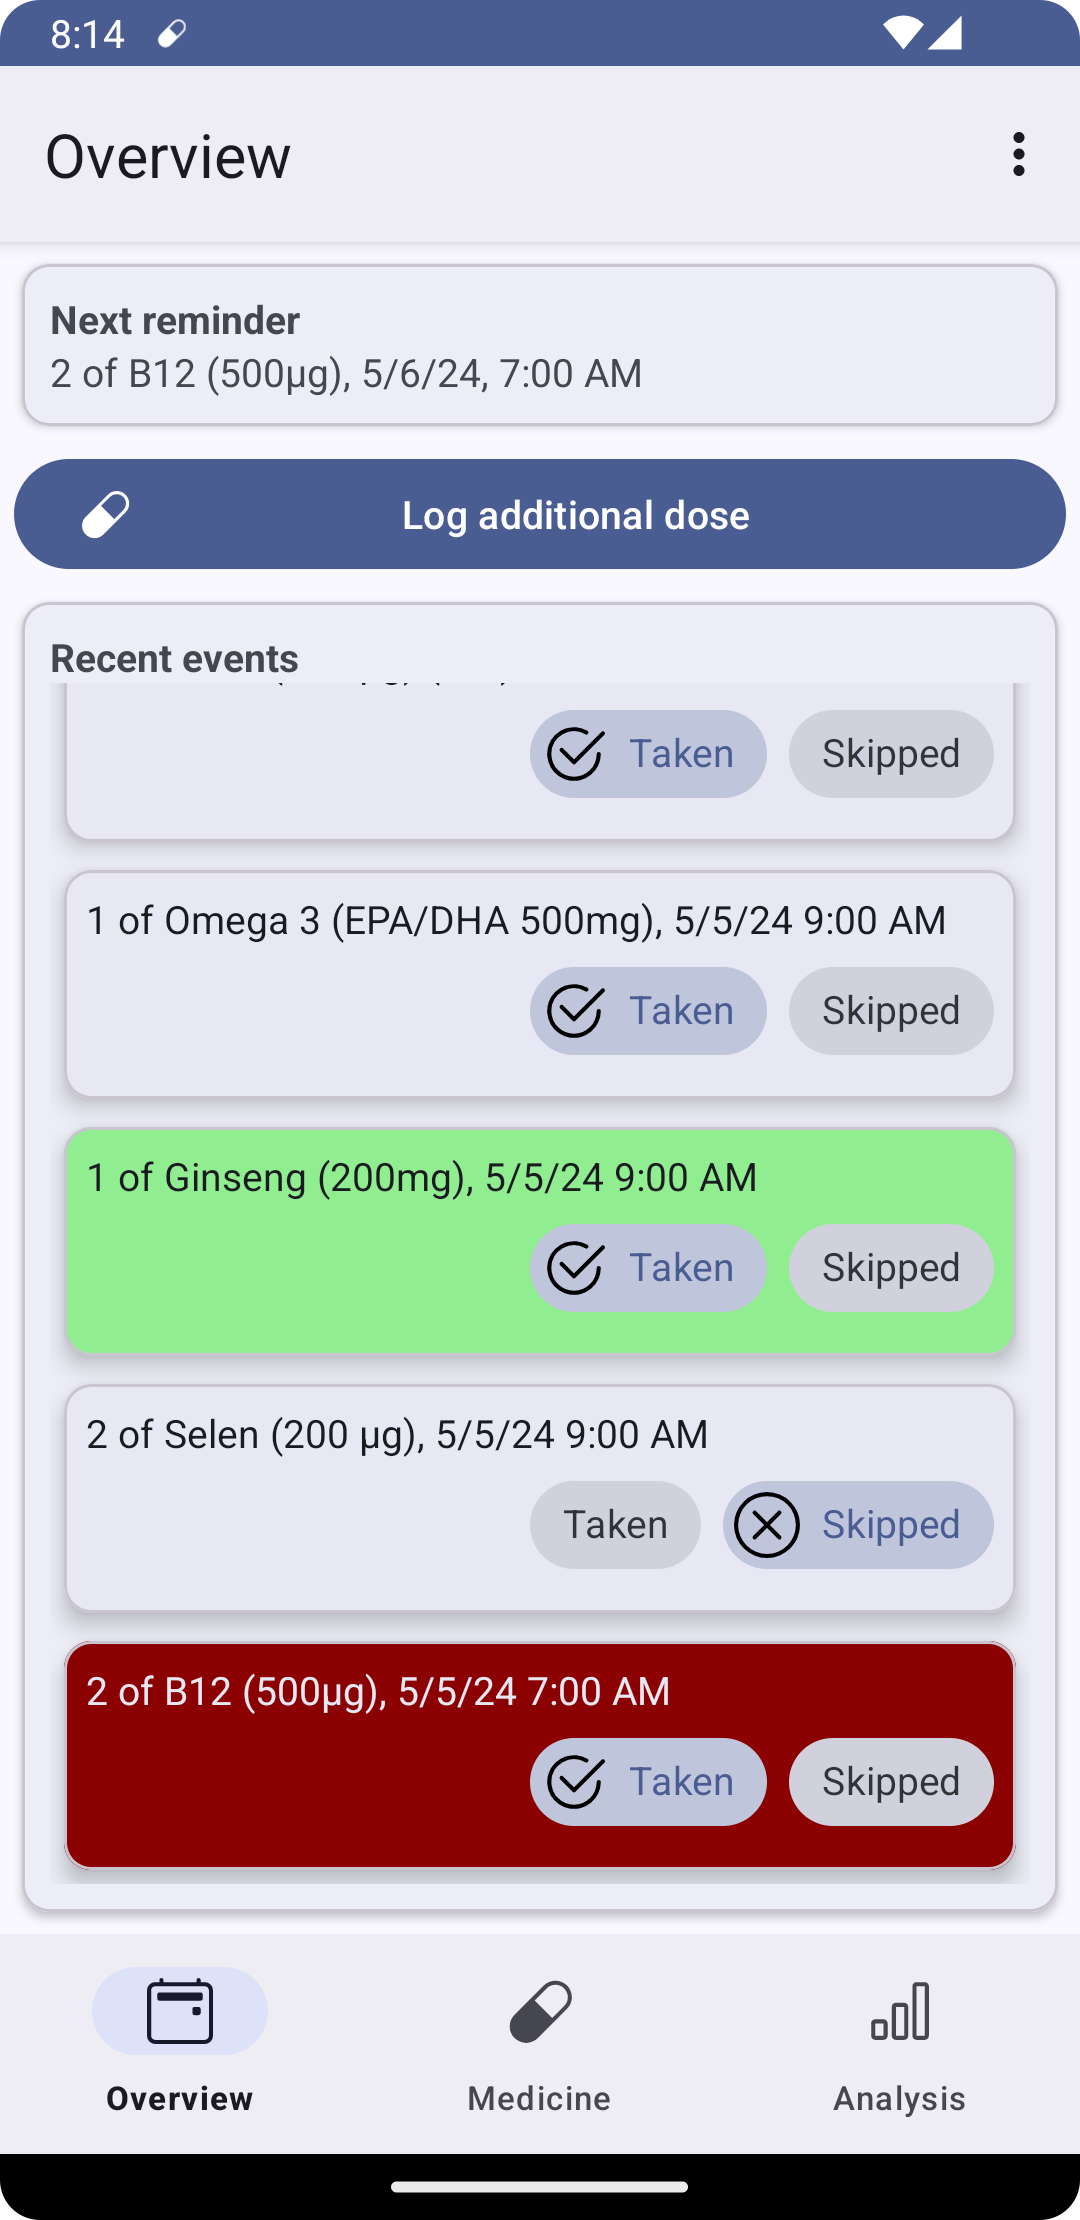 8:14
Overview
Next reminder
2 of B12 (500µg), 5/6/24, 7:00 AM
Log additional dose
Recent events
Taken Skipped
1 of Omega 3 (EPA/DHA 500mg), 5/5/24 9:00 AM
Taken Skipped
1 of Ginseng (200mg), 5/5/24 9:00 AM
Taken Skipped
2 of Selen (200 µg), 5/5/24 9:00 AM
Taken Skipped
2 of B12 (500µg), 5/5/24 7:00 AM
Taken Skipped
Overview Medicine Analysis